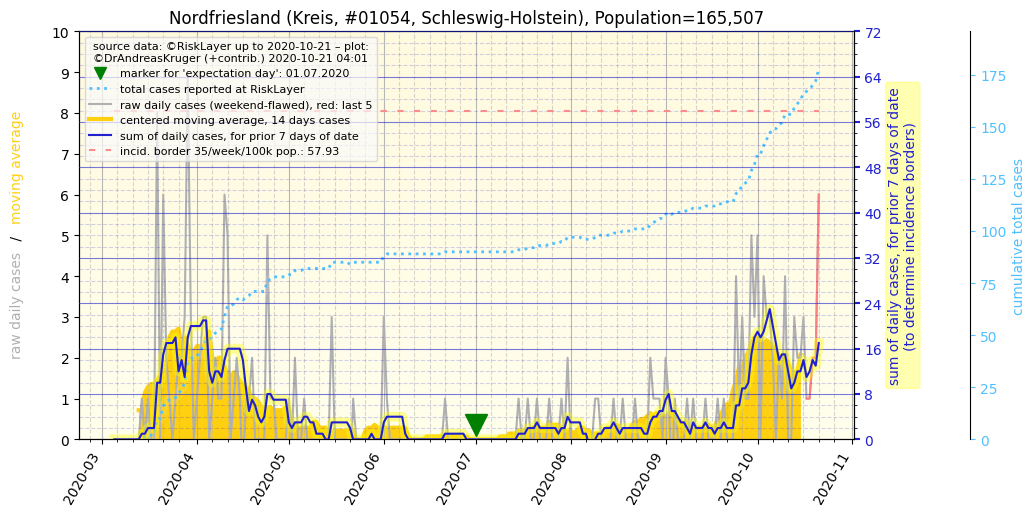 Nordfriesland (Kreis, #01054, Schleswig-Holstein), Population=165,507
source data: ©RiskLayer up to 2020-10-21 – plot:
©DrAndreasKruger (+contrib.) 2020-10-21 04:01
marker for 'expectation day': 01.07.2020
total cases reported at RiskLayer
raw daily cases (weekend-flawed), red: last 5
centered moving average, 14 days cases
sum of daily cases, for prior 7 days of date
incid. border 35/week/100k pop.: 57.93
raw daily cases / moving average
10
9
8
7
6
5
4
3
2
1
0
2020-03
2020-04
2020-05
2020-06
2020-07
2020-08
2020-09
2020-10
2020-11
72
64
56
48
40
32
24
16
8
0
sum of daily cases, for prior 7 days of date
(to determine incidence borders)
175
150
125
100
75
50
25
0
cumulative total cases